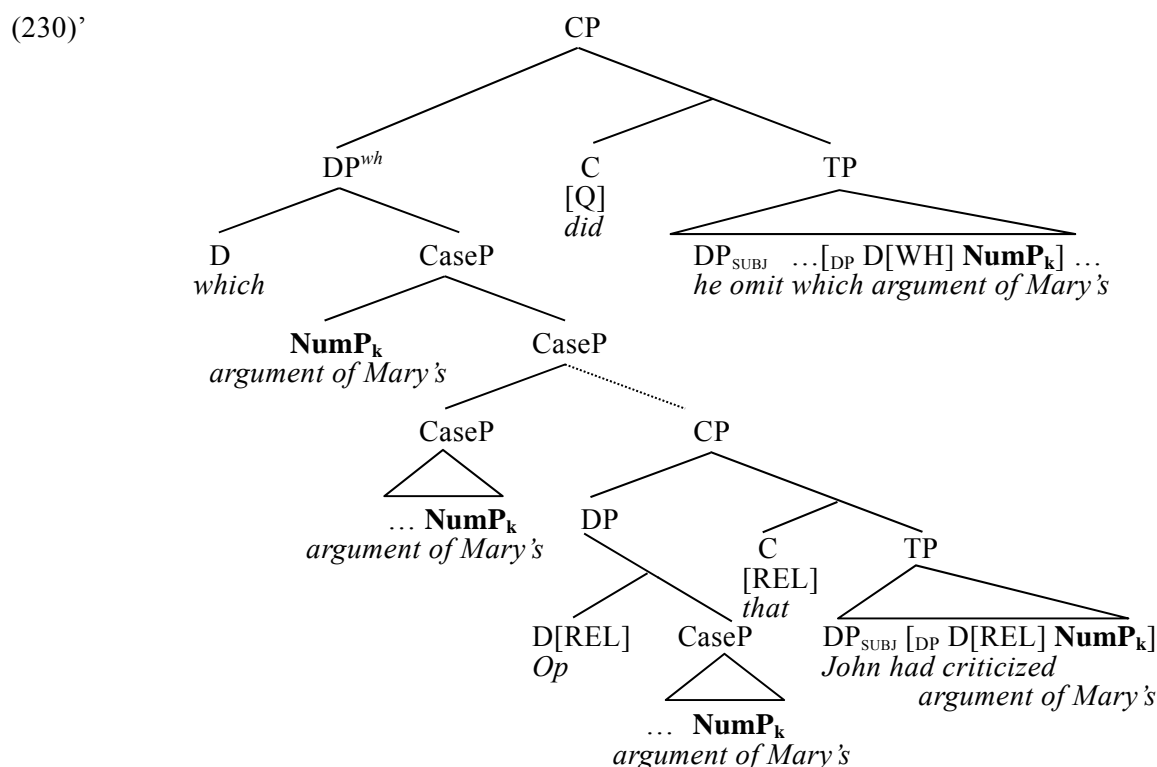 (230)’ CP
DP^wh C TP
[Q]
did
D CaseP DP_SUBJ …[_DP D[WH] NumP_k] …
which he omit which argument of Mary’s
NumP_k CaseP
argument of Mary’s
CaseP CP
… NumP_k DP C TP
argument of Mary’s [REL]
that
D[REL] CaseP DP_SUBJ [_DP D[REL] NumP_k]
Op John had criticized
argument of Mary’s
… NumP_k
argument of Mary’s